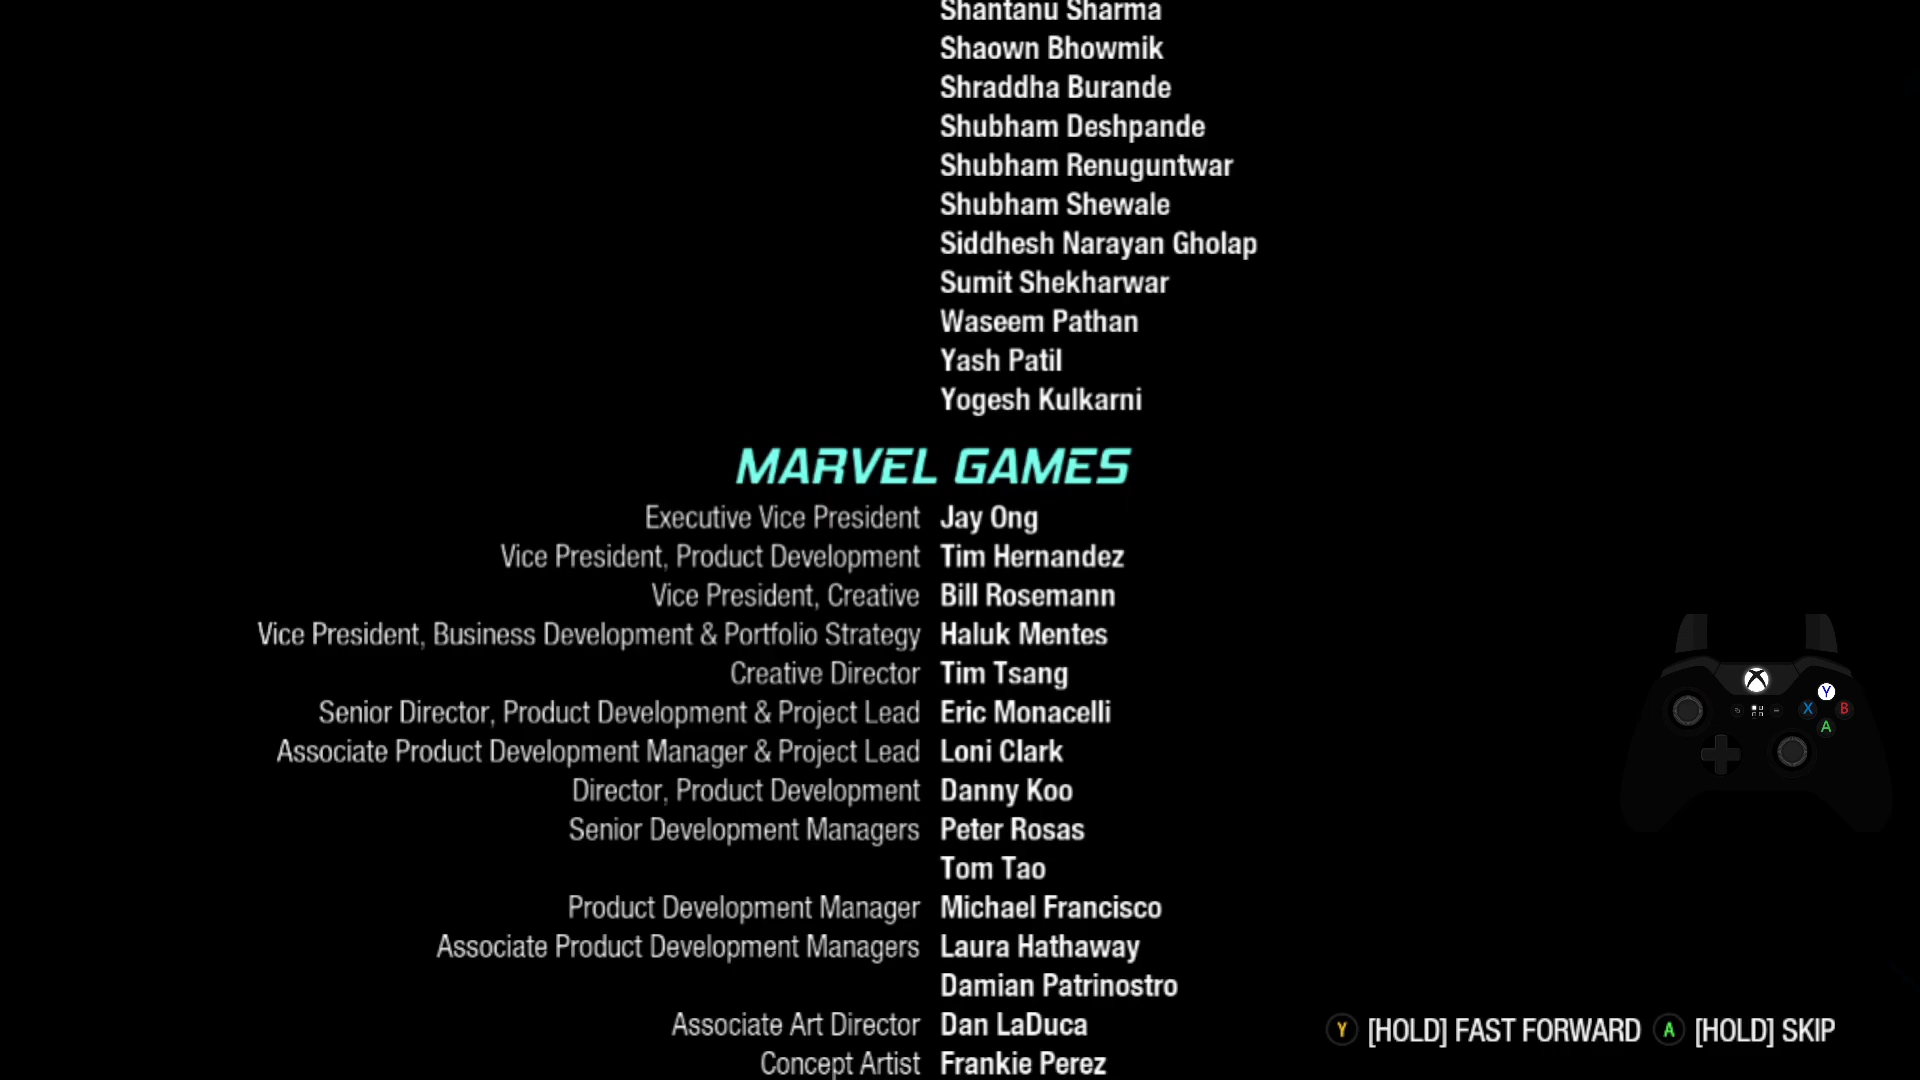 Shantanu Sharma
Shaown Bhowmik
Shraddha Burande
Shubham Deshpande
Shubham Renuguntwar
Shubham Shewale
Siddhesh Narayan Gholap
Sumit Shekharwar
Waseem Pathan
Yash Patil
Yogesh Kulkarni
MARVEL GAMES
Executive Vice President Jay Ong
Vice President, Product Development Tim Hernandez
Vice President, Creative Bill Rosemann
Vice President, Business Development & Portfolio Strategy Haluk Mentes
Creative Director Tim Tsang
Senior Director, Product Development & Project Lead Eric Monacelli
Associate Product Development Manager & Project Lead Loni Clark
Director, Product Development Danny Koo
Senior Development Managers Peter Rosas
Tom Tao
Product Development Manager Michael Francisco
Associate Product Development Managers Laura Hathaway
Damian Patrinostro
Associate Art Director Dan LaDuca
Concept Artist Frankie Perez
Y
X B
A
Y [HOLD] FAST FORWARD A [HOLD] SKIP